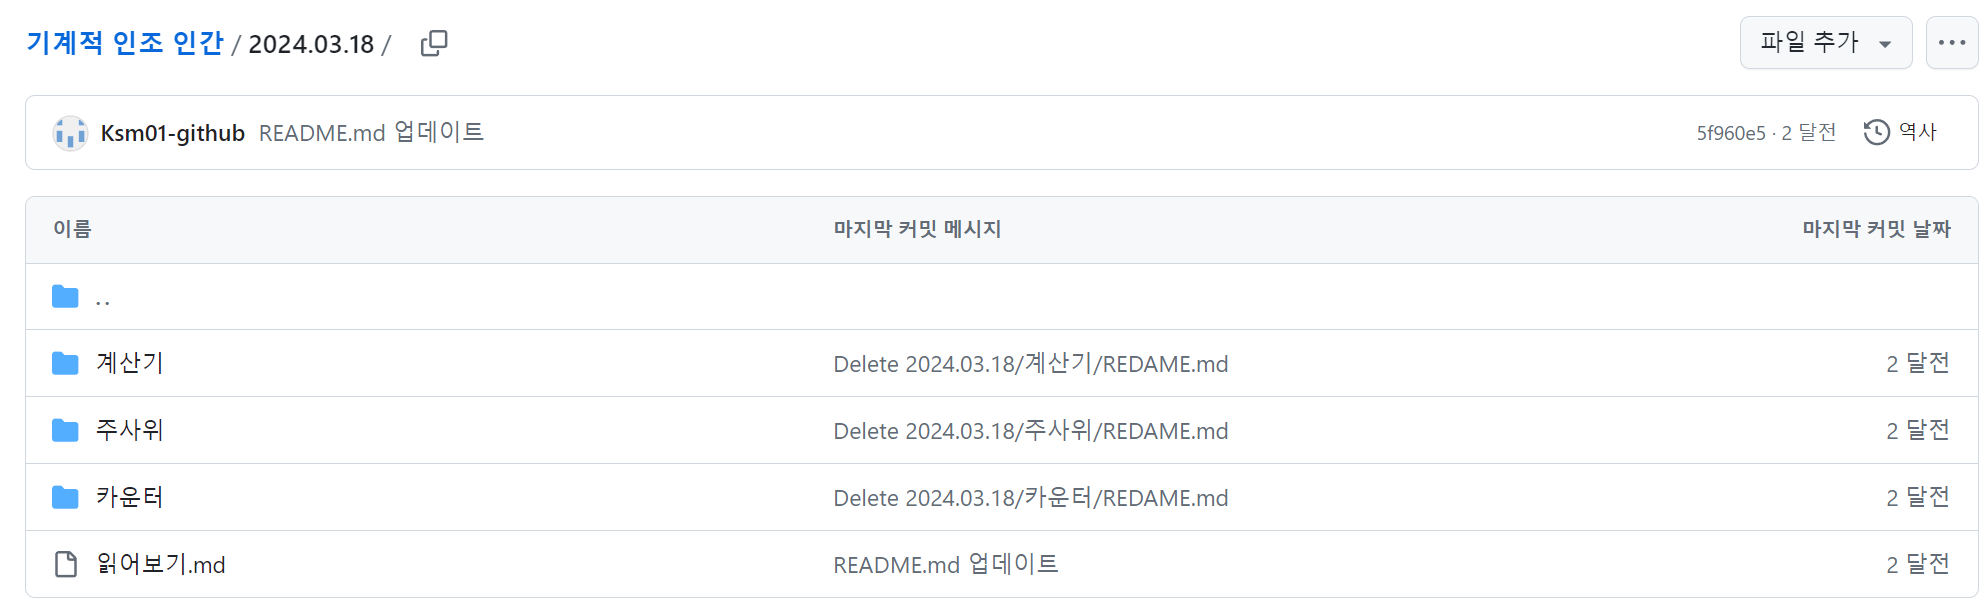 기계적 인조 인간 / 2024.03.18 /
파일 추가
Ksm01-github README.md 업데이트
5f960e5 · 2 달전 역사
이름 마지막 커밋 메시지 마지막 커밋 날짜
..
계산기 Delete 2024.03.18/계산기/REDAME.md 2 달전
주사위 Delete 2024.03.18/주사위/REDAME.md 2 달전
카운터 Delete 2024.03.18/카운터/REDAME.md 2 달전
읽어보기.md README.md 업데이트 2 달전